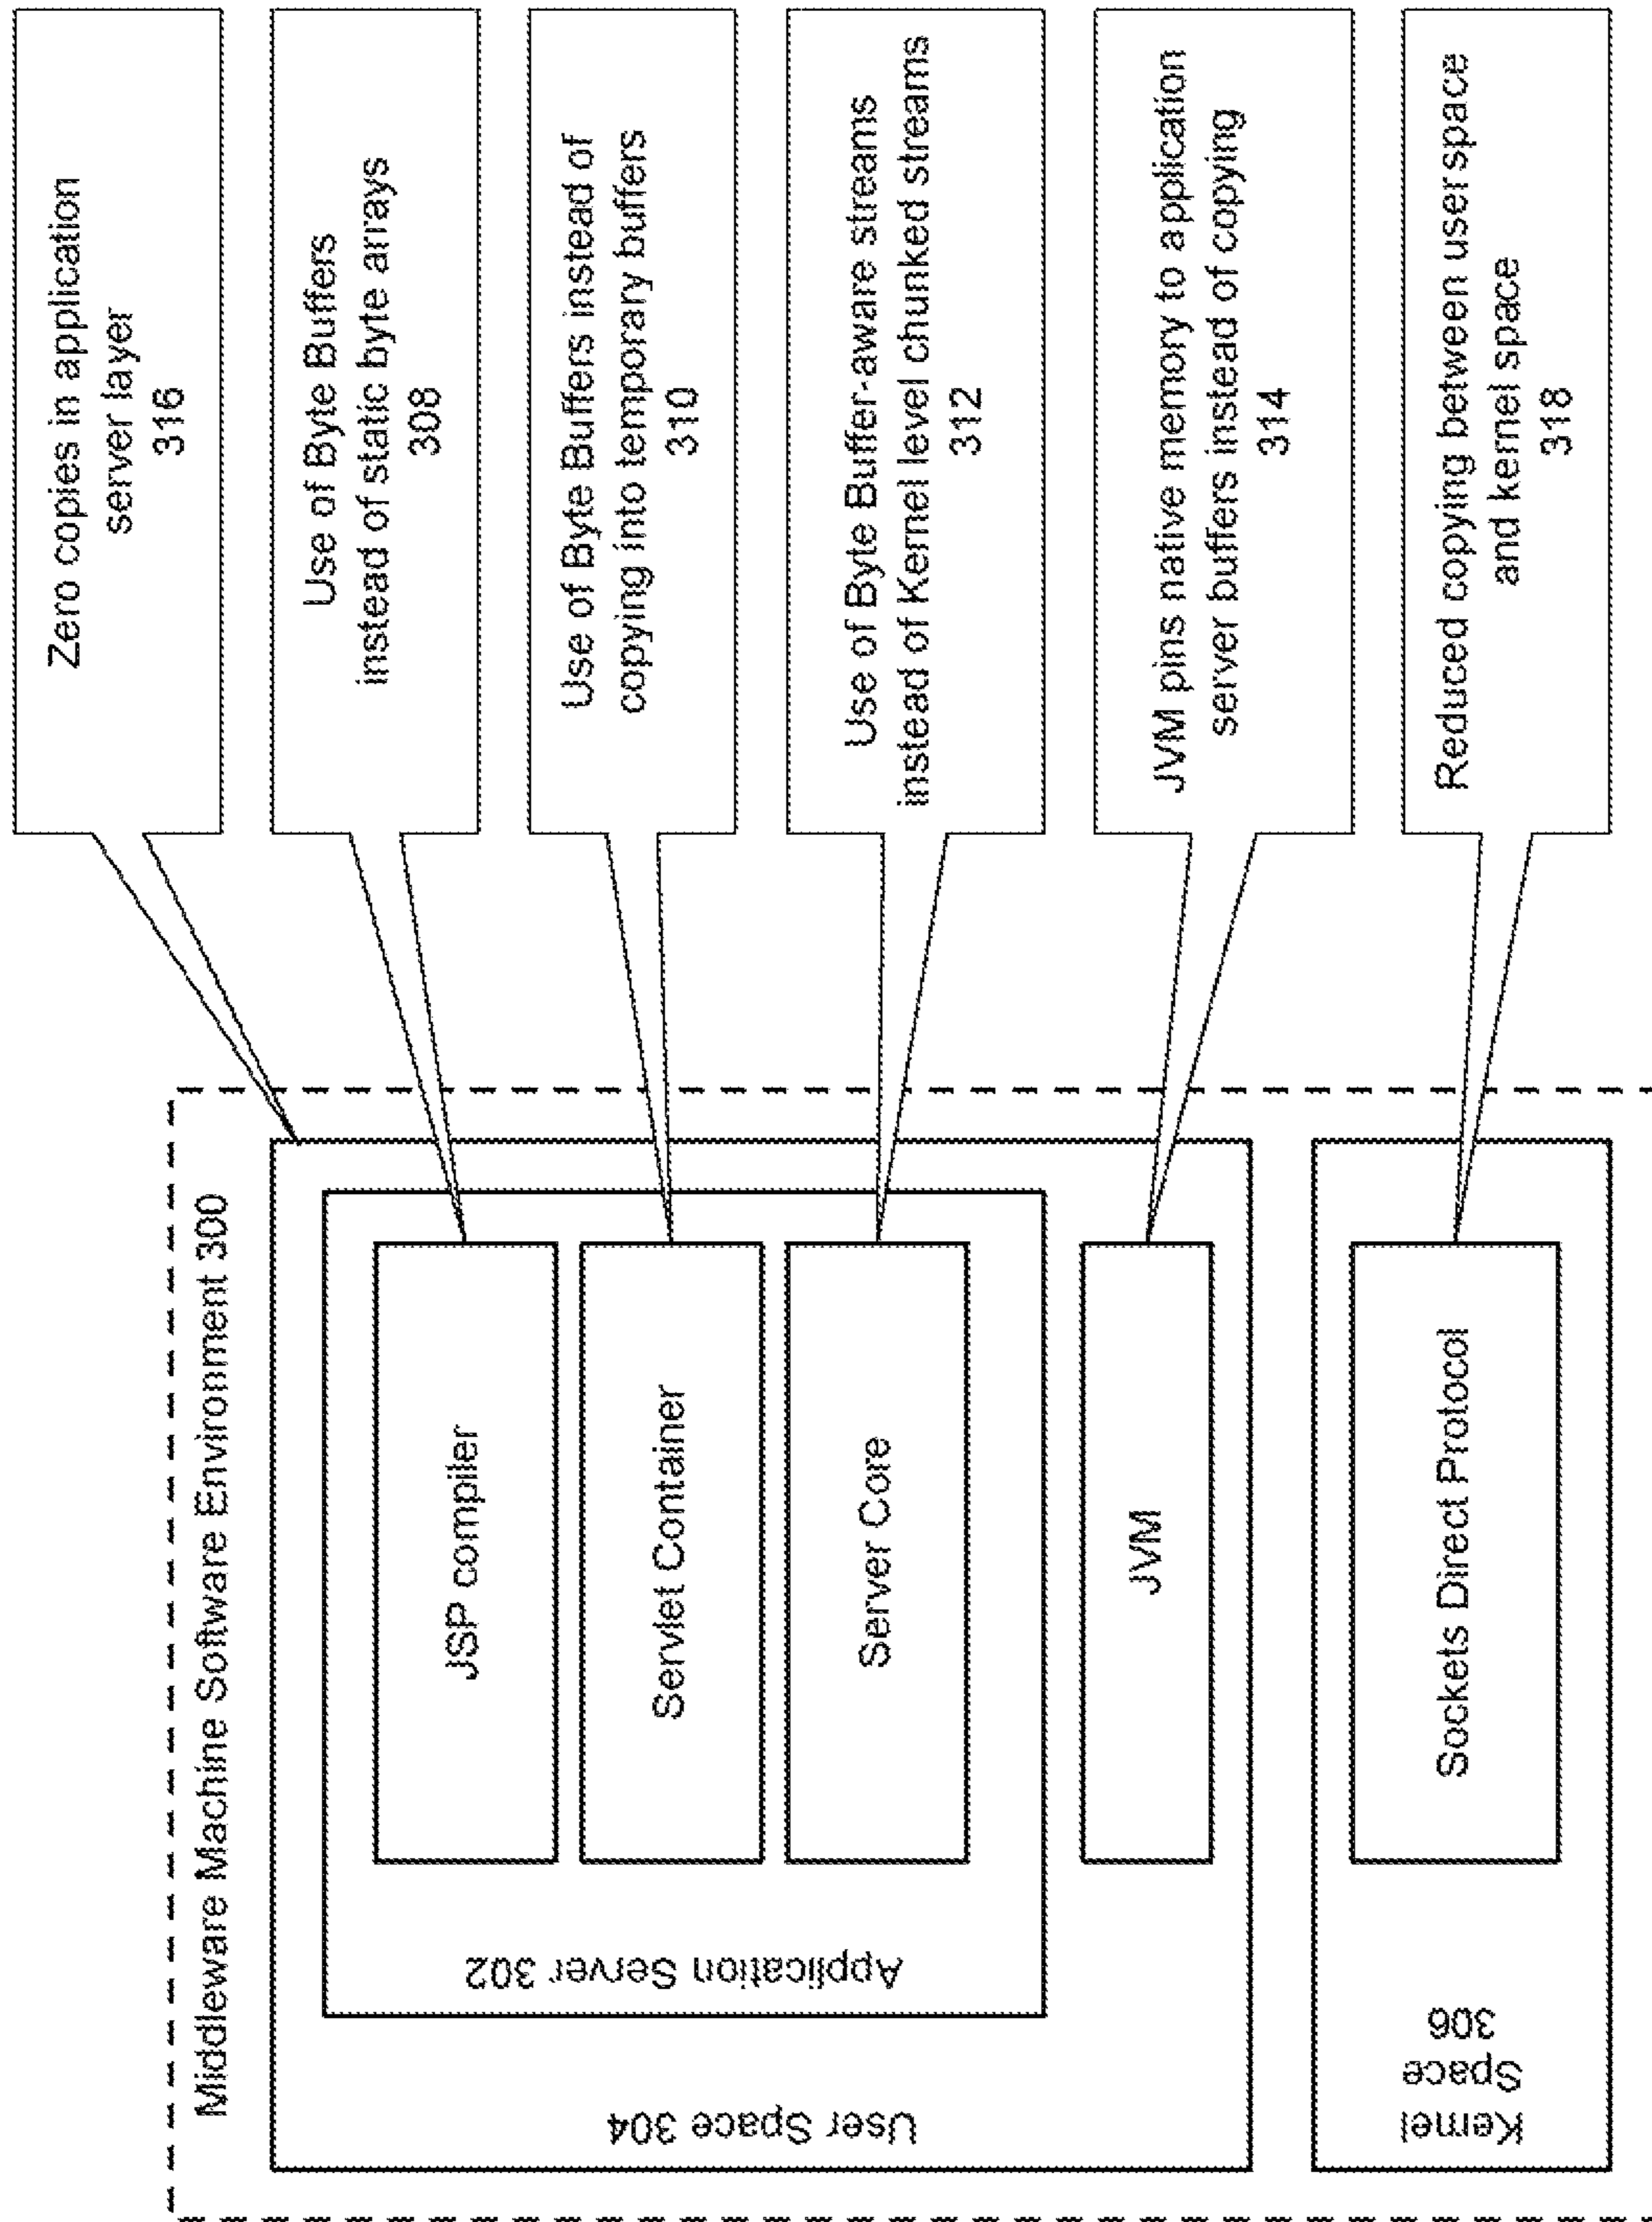 Middleware Machine Software Environment 300
User Space 304
Application Server 302
JSP compiler
Servlet Container
Server Core
JVM
Kernel
Space
306
Sockets Direct Protocol
Zero copies in application
server layer
316
Use of Byte Buffers
instead of static byte arrays
308
Use of Byte Buffers instead of
copying into temporary buffers
310
Use of Byte Buffer-aware streams
instead of Kernel level chunked streams
312
JVM pins native memory to application
server buffers instead of copying
314
Reduced copying between user space
and kernel space
318